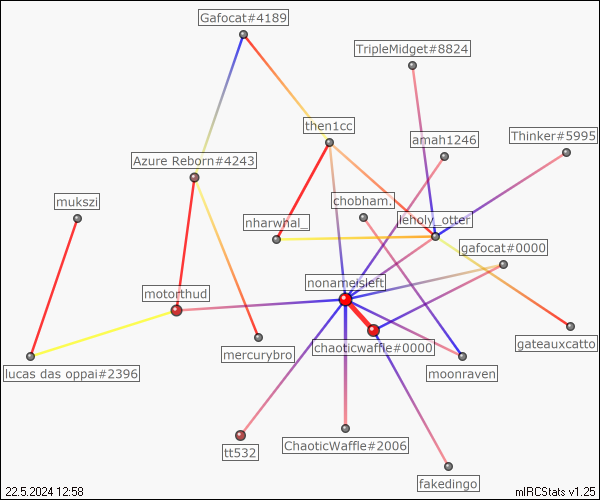 Gafocat#4189
TripleMidget#8824
then1cc
amah1246
Thinker#5995
Azure Reborn#4243
mukszi
chobham.
nharwhal_
leholy_otter
gafocat#0000
nonameisleft
motorthud
mercurybro
chaoticwaffle#0000
gateauxcatto
lucas das oppai#2396
moonraven
tt532
ChaoticWaffle#2006
fakedingo
22.5.2024 12:58
mIRCStats v1.25